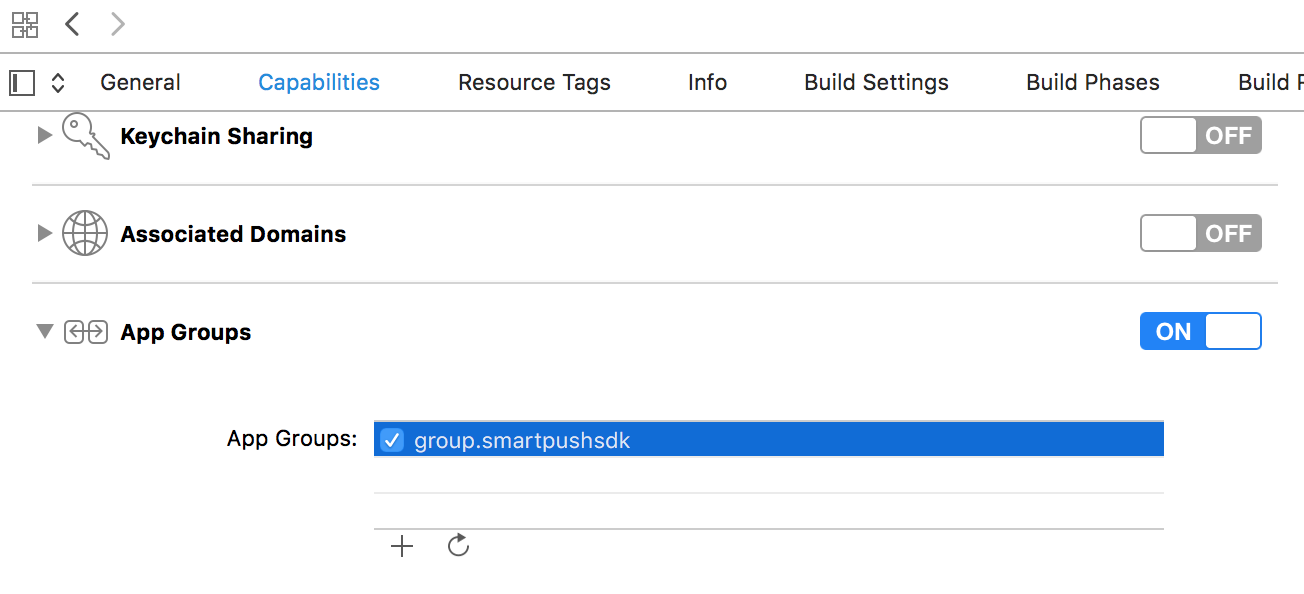 General Capabilities Resource Tags Info Build Settings Build Phases Build
Keychain Sharing OFF
Associated Domains OFF
App Groups ON
App Groups: group.smartpushsdk